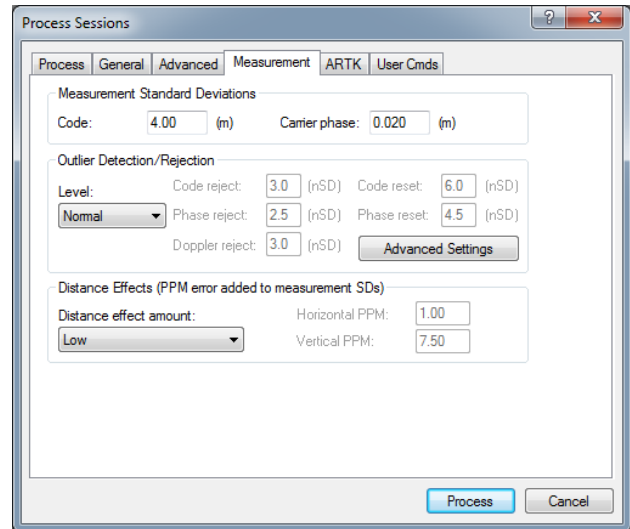 Process Sessions
Process General Advanced Measurement ARTK User Cmds
Measurement Standard Deviations
Code: 4.00 (m) Carrier phase: 0.020 (m)
Outlier Detection/Rejection
Level: Code reject: 3.0 (nSD) Code reset: 6.0 (nSD)
Normal Phase reject: 2.5 (nSD) Phase reset: 4.5 (nSD)
Doppler reject: 3.0 (nSD) Advanced Settings
Distance Effects (PPM error added to measurement SDs)
Distance effect amount: Horizontal PPM: 1.00
Low Vertical PPM: 7.50
Process Cancel